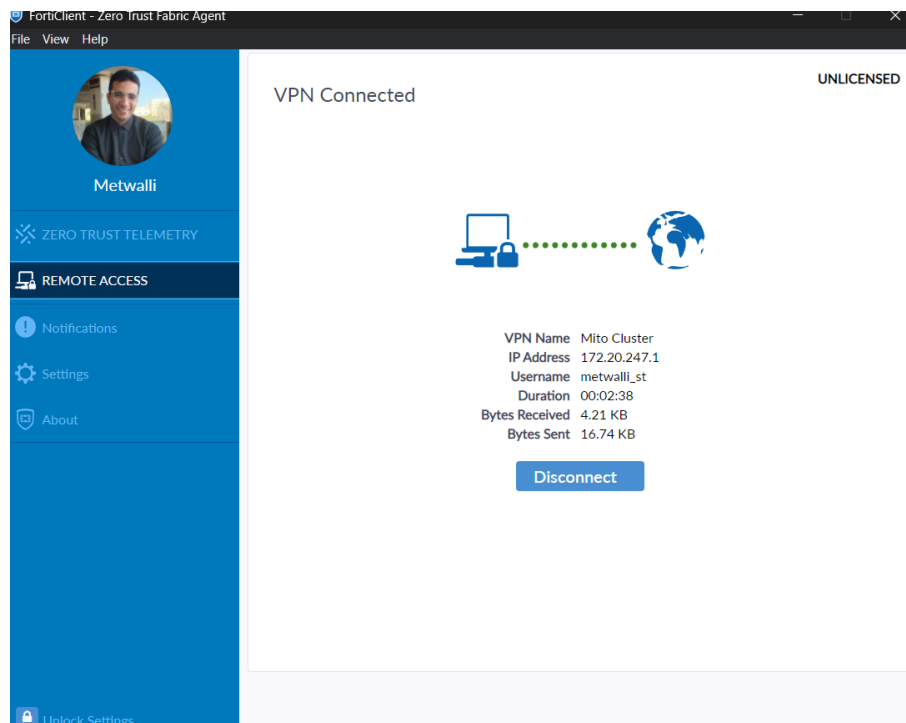 FortiClient - Zero Trust Fabric Agent
File View Help
UNLICENSED
VPN Connected
Metwalli
ZERO TRUST TELEMETRY
REMOTE ACCESS
Notifications
Settings
About
VPN Name Mito Cluster
IP Address 172.20.247.1
Username metwalli_st
Duration 00:02:38
Bytes Received 4.21 KB
Bytes Sent 16.74 KB
Disconnect
Unlock Settings